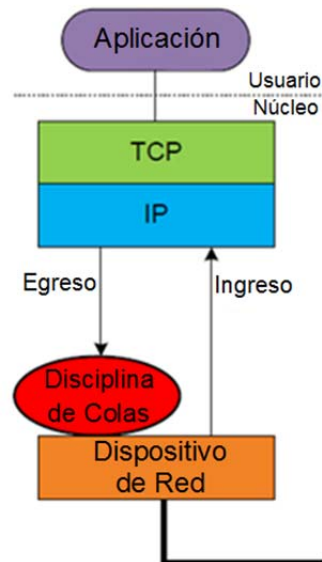 Aplicación
Usuario
Núcleo
TCP
IP
Egreso
Ingreso
Disciplina
de Colas
Dispositivo
de Red